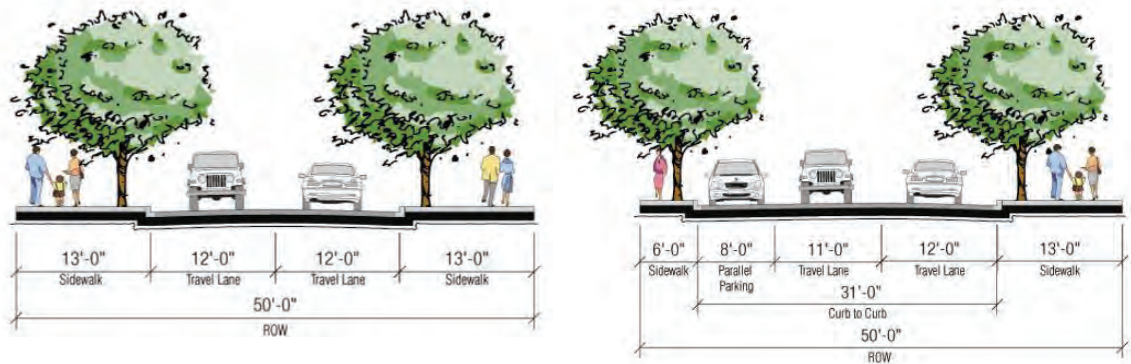 13'-0" 12'-0" 12'-0" 13'-0"
Sidewalk Travel Lane Travel Lane Sidewalk
50'-0"
ROW
6'-0" 8'-0" 11'-0" 12'-0" 13'-0"
Sidewalk Parallel Travel Lane Travel Lane Sidewalk
Parking
31'-0"
Curb to Curb
50'-0"
ROW